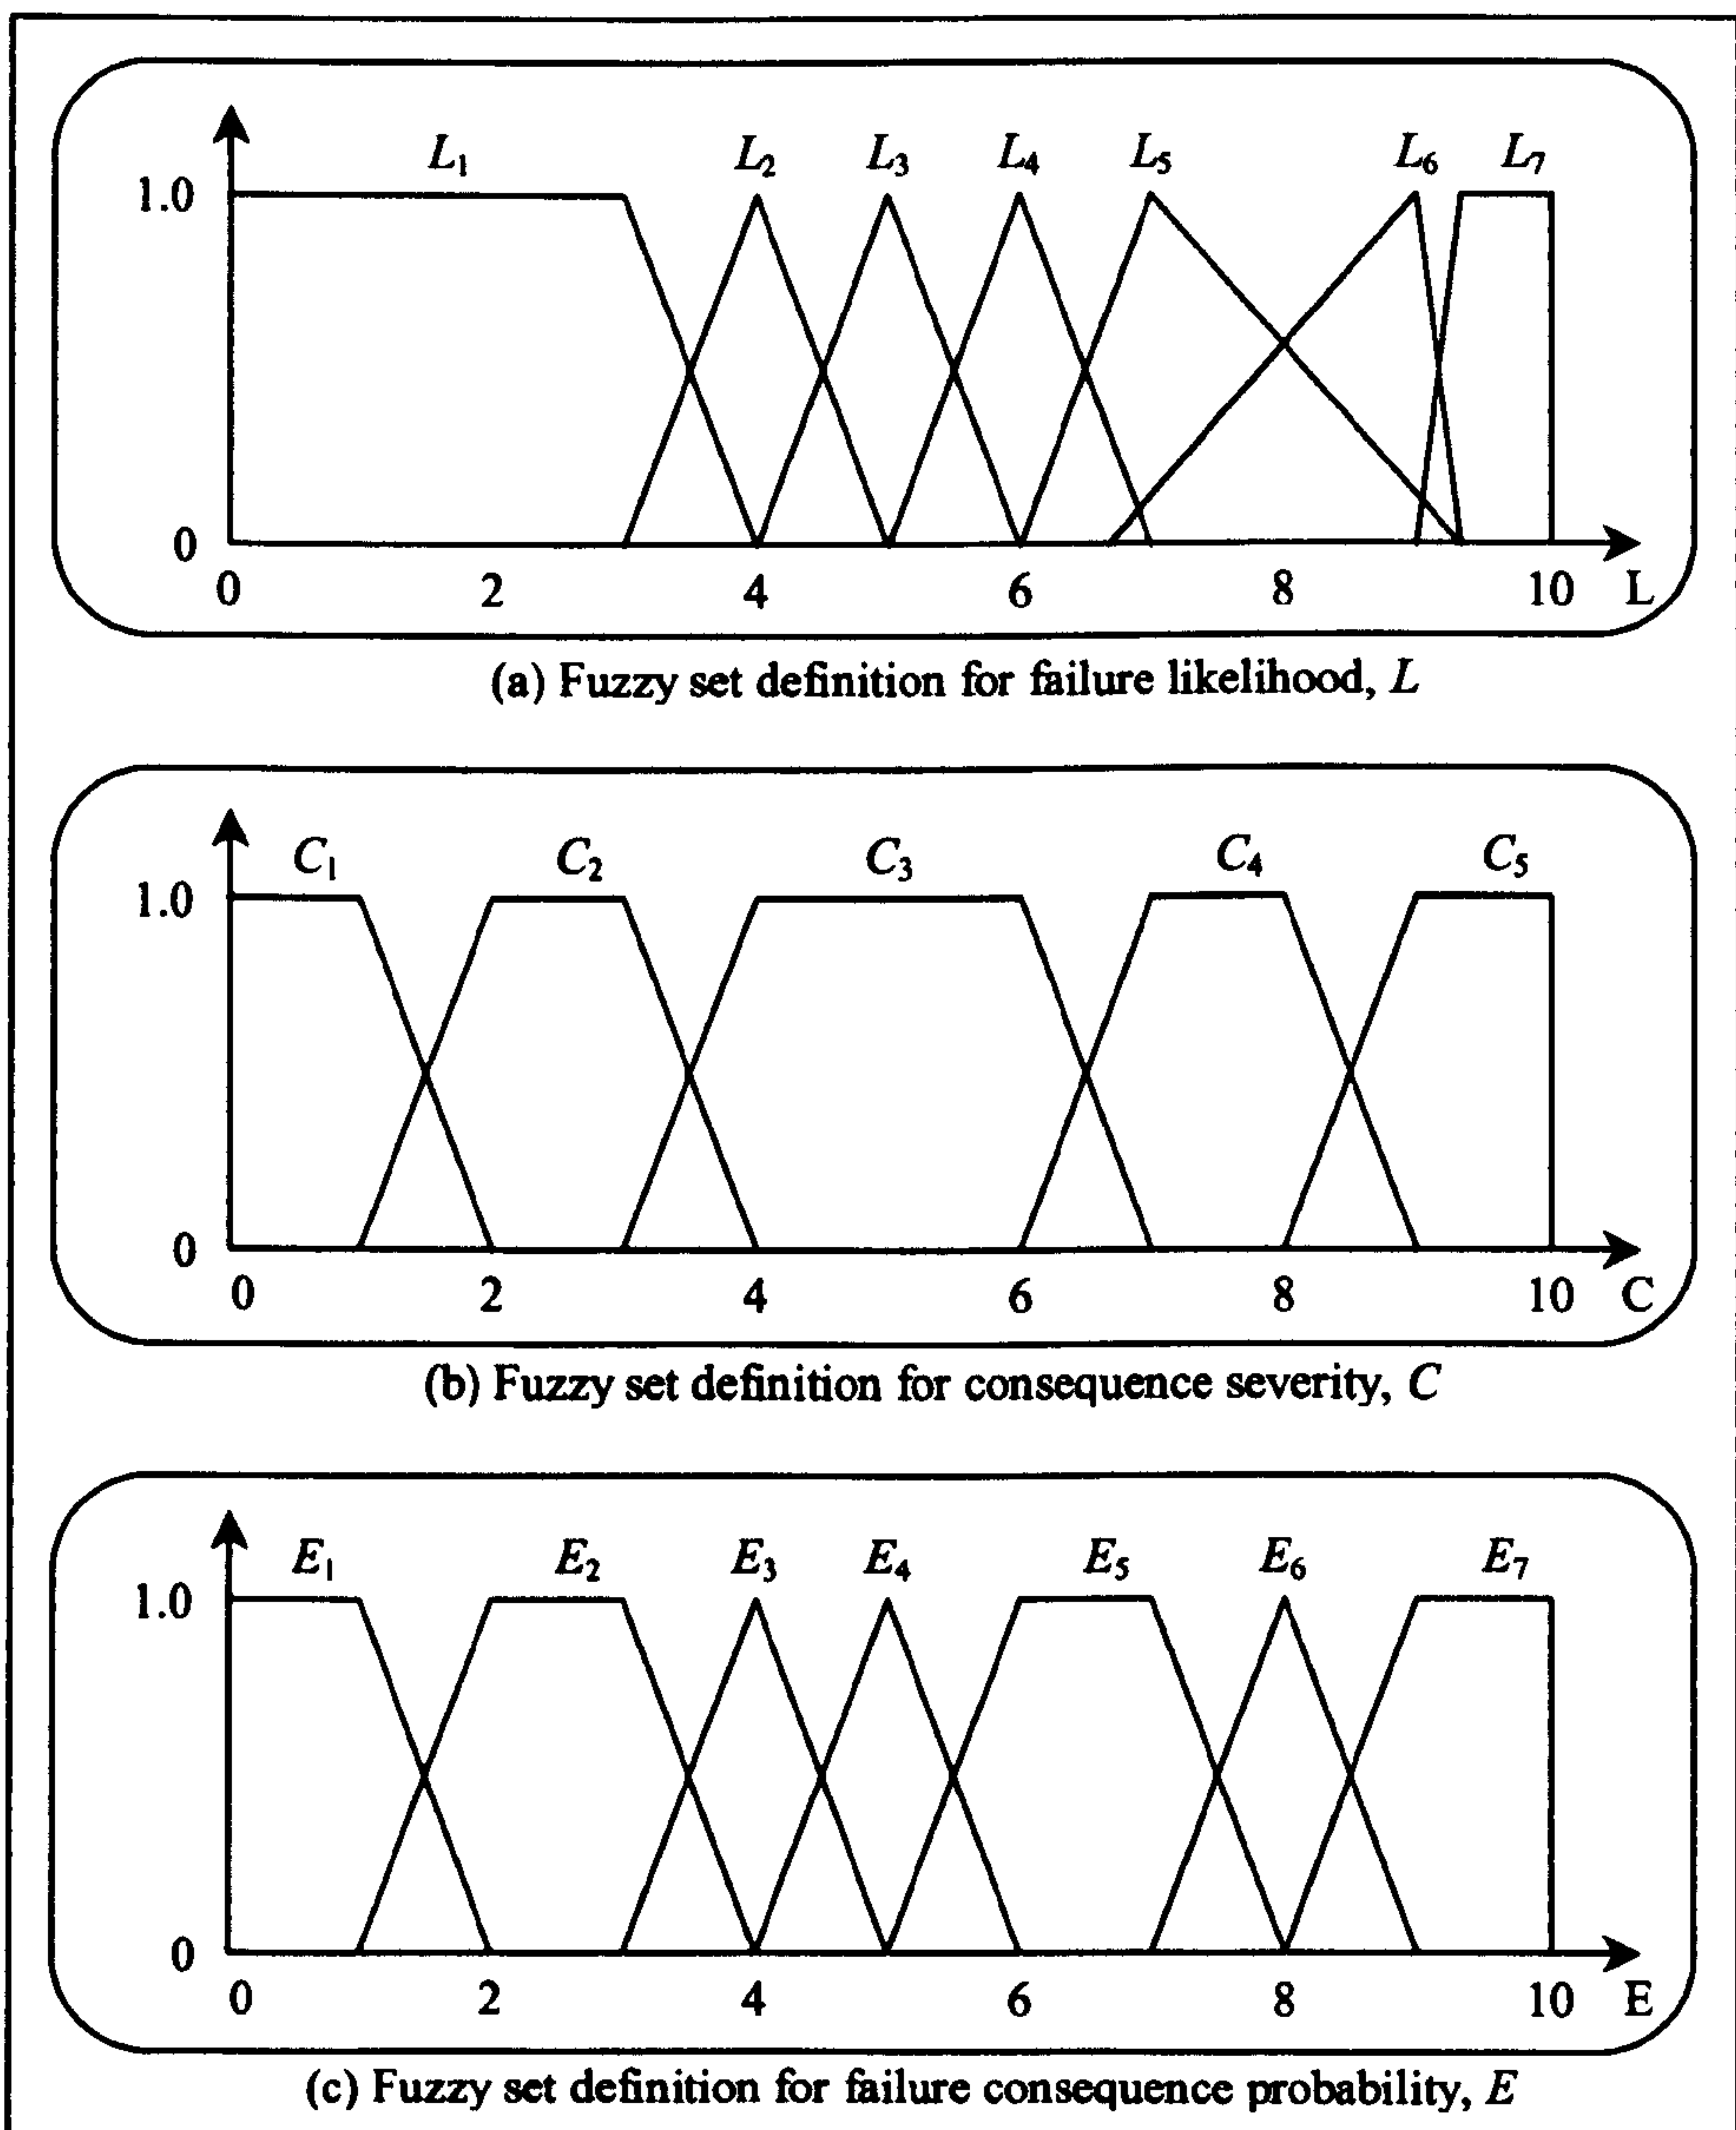 L₁ L₂ L₃ L₄ L₅ L₆ L₇
1.0
0
0 2 4 6 8 10 L
(a) Fuzzy set definition for failure likelihood, L
C₁ C₂ C₃ C₄ C₅
1.0
0
0 2 4 6 8 10 C
(b) Fuzzy set definition for consequence severity, C
E₁ E₂ E₃ E₄ E₅ E₆ E₇
1.0
0
0 2 4 6 8 10 E
(c) Fuzzy set definition for failure consequence probability, E